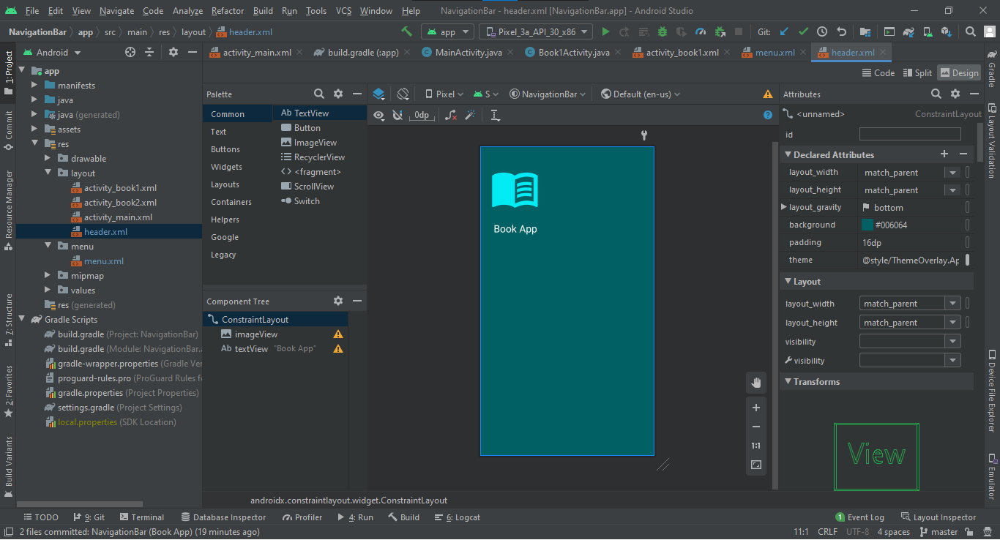 File Edit View Navigate Code Analyze Refactor Build Run Tools VCS Window Help NavigationBar - header.xml [NavigationBar.app] - Android Studio
NavigationBar app src main res layout header.xml app Pixel_3a_API_30_x86 Git:
Android activity_main.xml build.gradle (:app) MainActivity.java Book1Activity.java activity_book1.xml menu.xml header.xml
1: Project
Commit
Resource Manager
7: Structure
2: Favorites
Build Variants
app
manifests
java
java (generated)
assets
res
drawable
layout
activity_book1.xml
activity_book2.xml
activity_main.xml
header.xml
menu
menu.xml
mipmap
values
res (generated)
Gradle Scripts
build.gradle (Project: NavigationBar)
build.gradle (Module: NavigationBar.a
gradle-wrapper.properties (Gradle Ver
proguard-rules.pro (ProGuard Rules fo
gradle.properties (Project Properties)
settings.gradle (Project Settings)
local.properties (SDK Location)
Code Split Design
Palette
Common
Text
Buttons
Widgets
Layouts
Containers
Helpers
Google
Legacy
Ab TextView
Button
ImageView
RecyclerView
<fragment>
ScrollView
Switch
Component Tree
ConstraintLayout
imageView
Ab textView "Book App"
Pixel S NavigationBar Default (en-us)
0dp
Book App
1:1
androidx.constraintlayout.widget.ConstraintLayout
Attributes
<unnamed> ConstraintLayout
id
Declared Attributes
layout_width match_parent
layout_height match_parent
layout_gravity bottom
background #006064
padding 16dp
theme @style/ThemeOverlay.Ap
Layout
layout_width match_parent
layout_height match_parent
visibility
visibility
Transforms
View
Gradle
Layout Validation
Device File Explorer
Emulator
TODO 9: Git Terminal Database Inspector Profiler 4: Run Build 6: Logcat 1 Event Log Layout Inspector
2 files committed: NavigationBar (Book App) (19 minutes ago) 11:1 CRLF UTF-8 4 spaces master